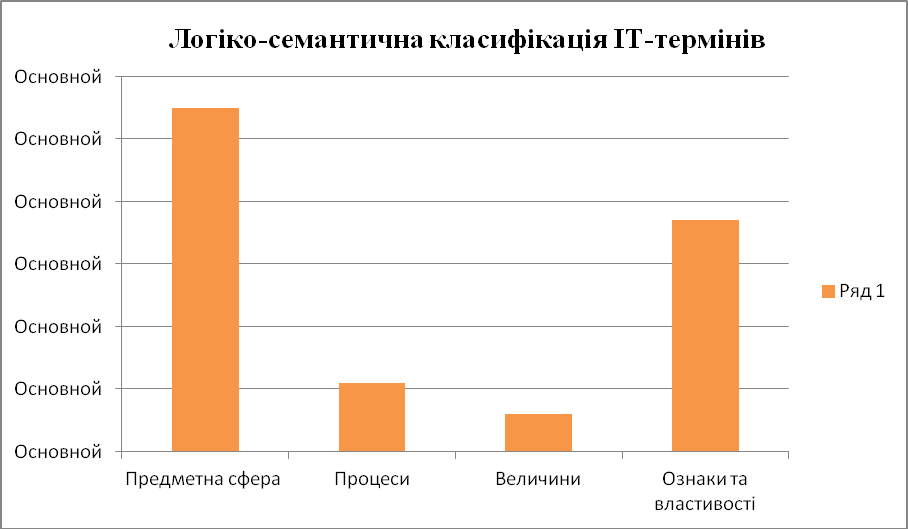 Логіко-семантична класифікація ІТ-термінів
Основной
Основной
Основной
Основной
Основной
Основной
Основной
Предметна сфера
Процеси
Величини
Ознаки та
властивості
Ряд 1